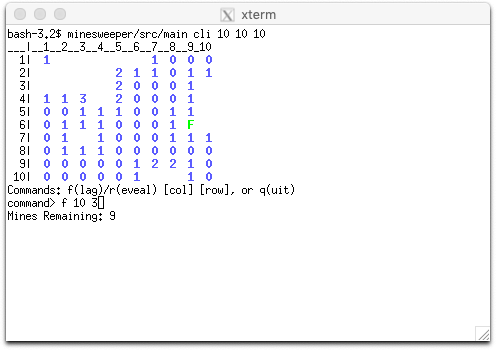 xterm
bash-3.2$ minesweeper/src/main cli 10 10 10
___|__1__2__3__4__5__6__7__8__9_10
  1|  1                 1  0  0  0
  2|              2  1  1  0  1  1
  3|              2  0  0  0  1
  4|  1  1  3     2  0  0  0  1
  5|  0  0  1  1  1  0  0  1  1
  6|  0  1  1  1  0  0  0  1  F
  7|  0  1     1  0  0  0  1  1  1
  8|  0  1  1  1  0  0  0  0  0  0
  9|  0  0  0  0  0  1  2  2  1  0
 10|  0  0  0  0  0  1        1  0
Commands: f(lag)/r(eveal) [col] [row], or q(uit)
command> f 10 3
Mines Remaining: 9